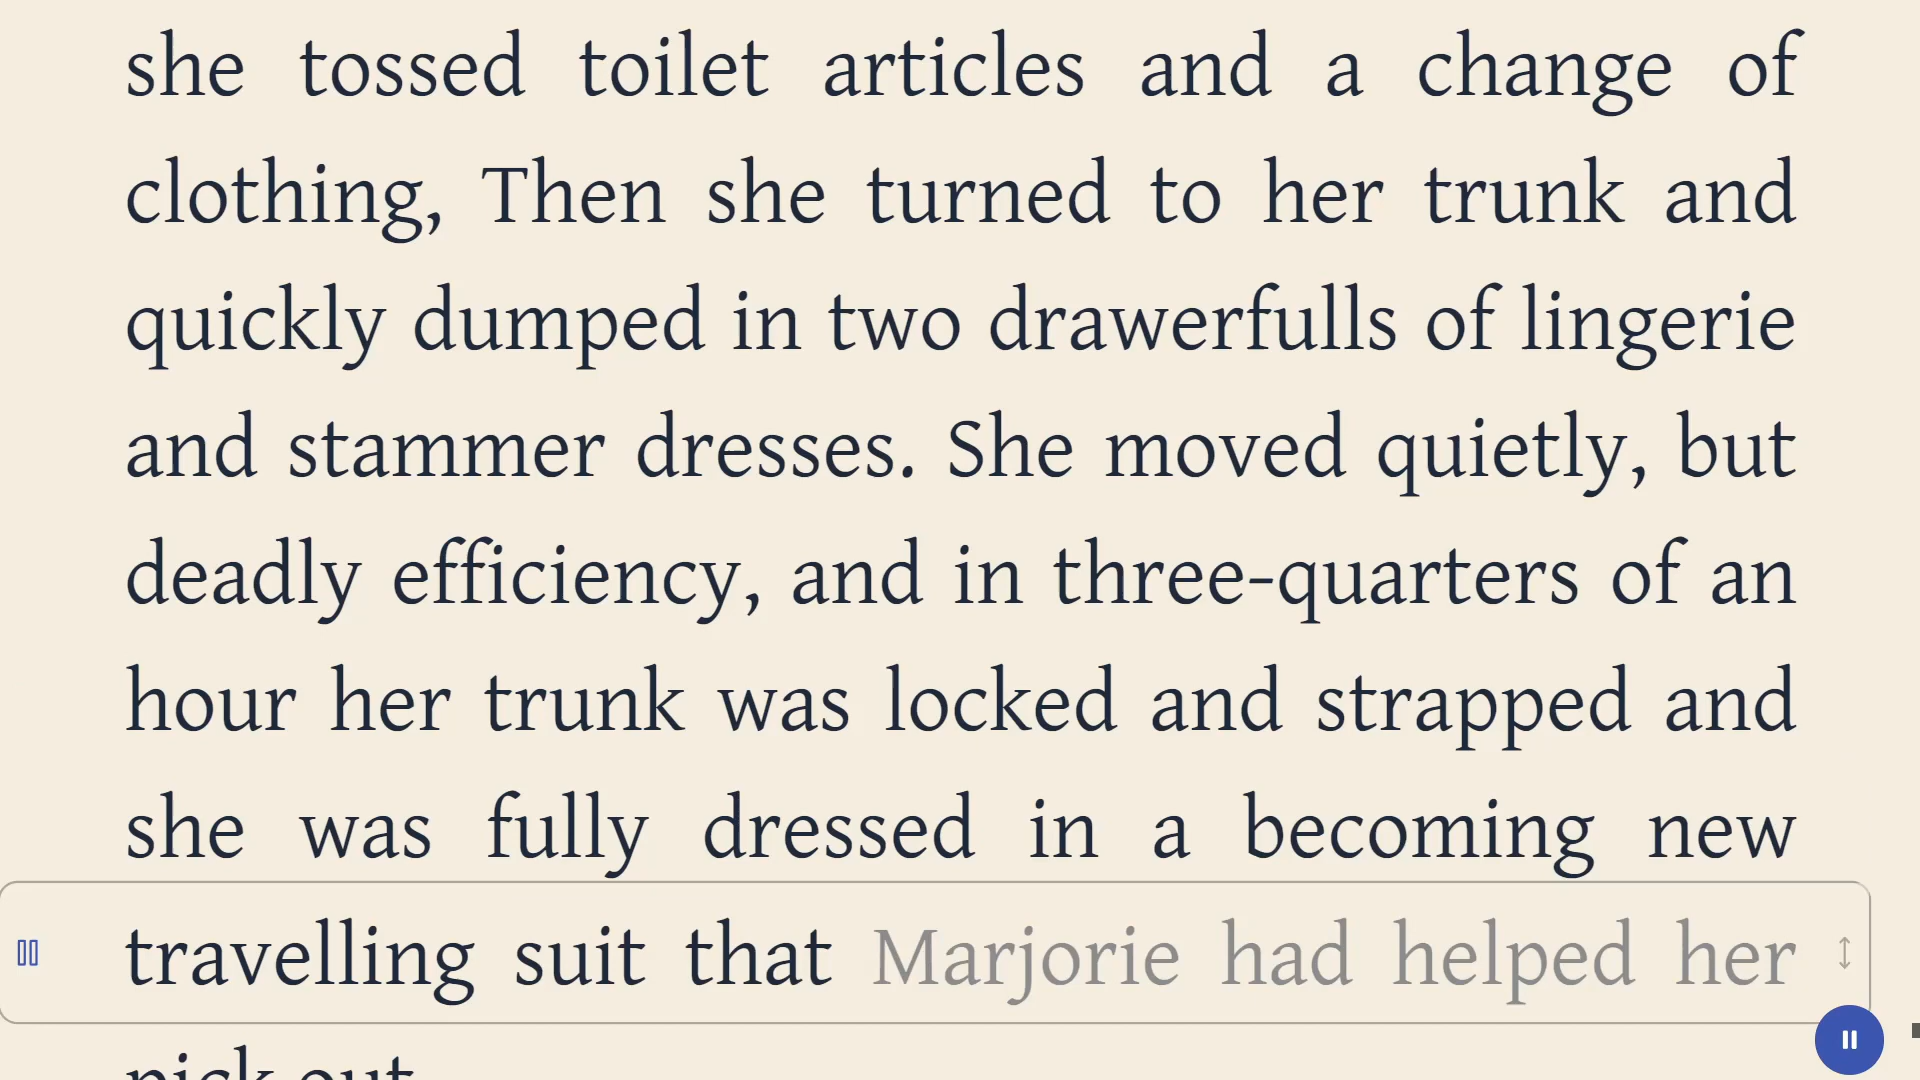 she tossed toilet articles and a change of
clothing, Then she turned to her trunk and
quickly dumped in two drawerfulls of lingerie
and stammer dresses. She moved quietly, but
deadly efficiency, and in three-quarters of an
hour her trunk was locked and strapped and
she was fully dressed in a becoming new
travelling suit that Marjorie had helped her
pick out.